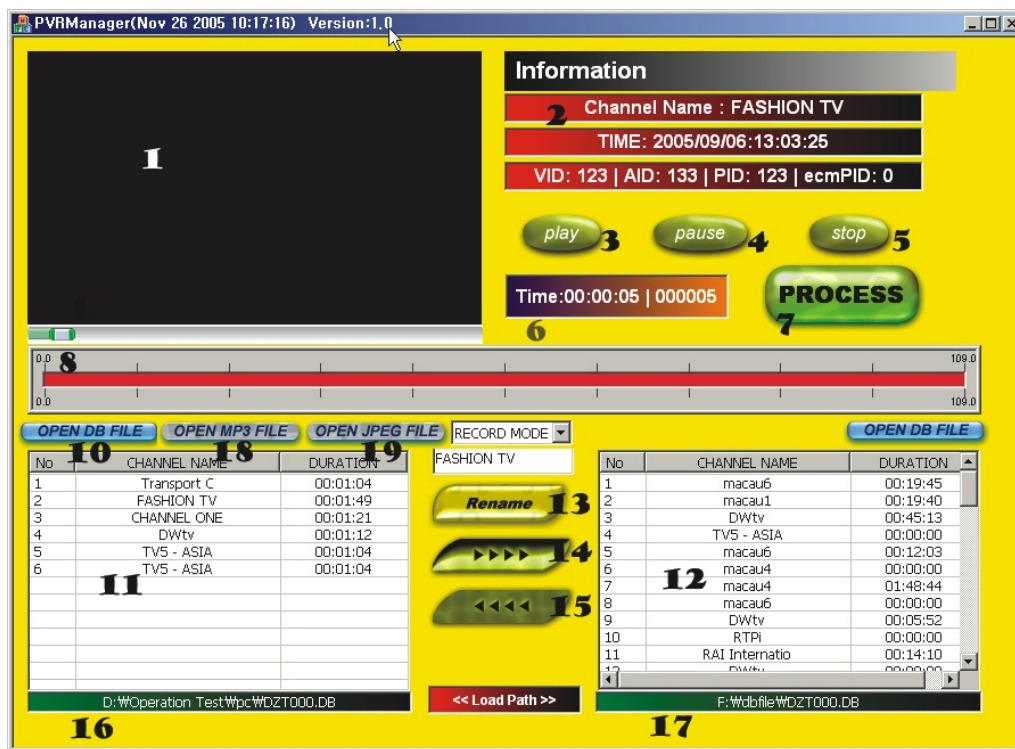 PVRManager(Nov 26 2005 10:17:16) Version:1.0
Information
2 Channel Name : FASHION TV
1 TIME: 2005/09/06:13:03:25
VID: 123 | AID: 133 | PID: 123 | ecmPID: 0
play 3 pause 4 stop 5
Time:00:00:05 | 000005 PROCESS
6 7
0.0 8 109.0
0.0 109.0
OPEN DB FILE OPEN MP3 FILE OPEN JPEG FILE RECORD MODE OPEN DB FILE
10 18 19
FASHION TV
No CHANNEL NAME DURATION
1 Transport C 00:01:04
2 FASHION TV 00:01:49
3 CHANNEL ONE 00:01:21
4 DWtv 00:01:12
5 TV5 - ASIA 00:01:04
6 TV5 - ASIA 00:01:04
11
Rename 13
▸▸▸▸ 14
◂◂◂◂ 15
No CHANNEL NAME DURATION
1 macau6 00:19:45
2 macau1 00:19:40
3 DWtv 00:45:13
4 TV5 - ASIA 00:00:00
5 macau6 00:12:03
6 macau4 00:00:00
7 macau4 01:48:44
12
8 macau6 00:00:00
9 DWtv 00:05:52
10 RTPi 00:00:00
11 RAI Internatio 00:14:10
12 DWtv 00:00:00
D:₩Operation Test₩pc₩DZT000.DB << Load Path >> F:₩dbfile₩DZT000.DB
16 17